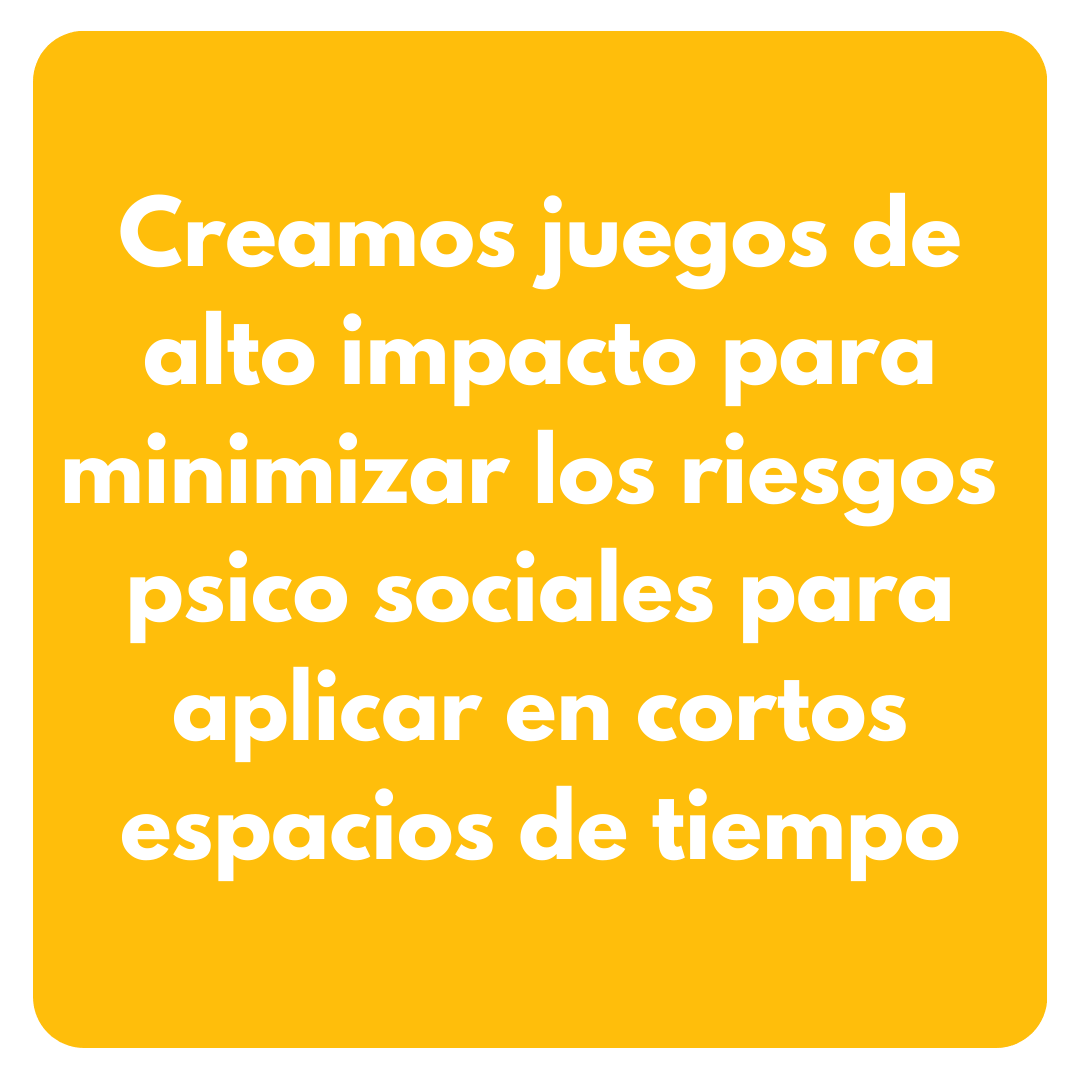 Creamos juegos de
alto impacto para
minimizar los riesgos
psico sociales para
aplicar en cortos
espacios de tiempo